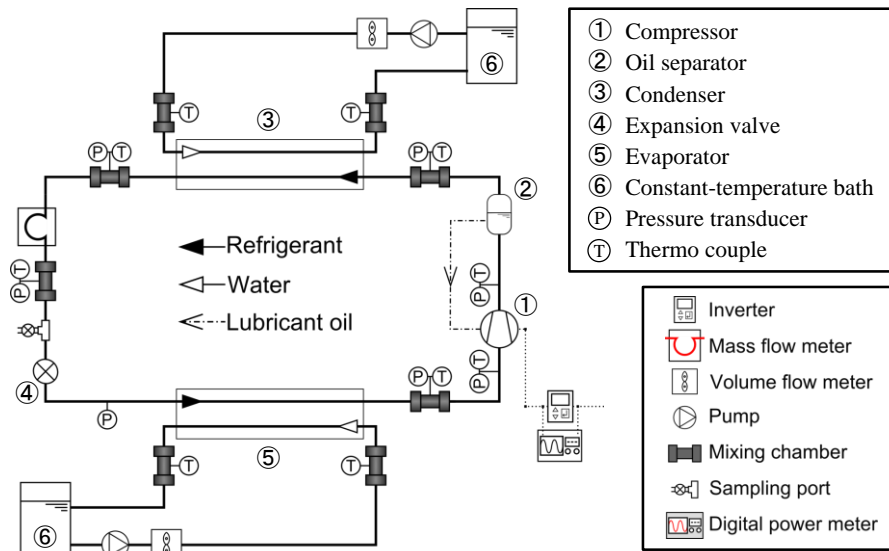 ⑥
T
T
③
P T
P T
②
Refrigerant
Water
Lubricant oil
T
P
T
P
①
T
P
④
P
P T
T
⑤
T
⑥
① Compressor
② Oil separator
③ Condenser
④ Expansion valve
⑤ Evaporator
⑥ Constant-temperature bath
Ⓟ Pressure transducer
Ⓣ Thermo couple
Inverter
Mass flow meter
Volume flow meter
Pump
Mixing chamber
Sampling port
Digital power meter